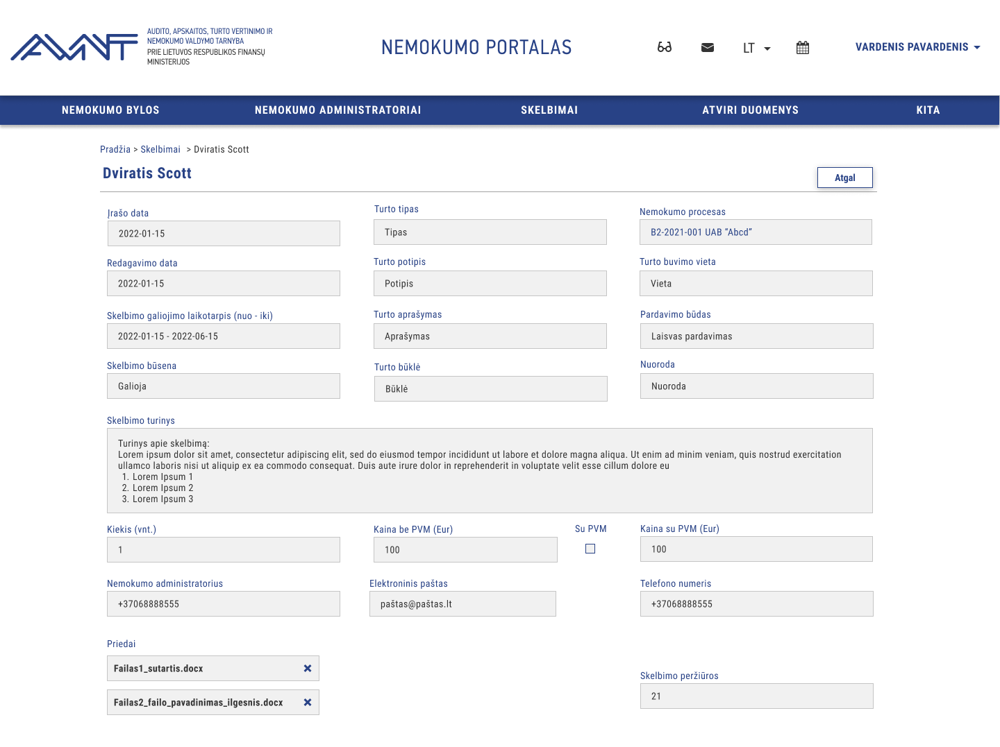 AUDITO, APSKAITOS, TURTO VERTINIMO IR
NEMOKUMO VALDYMO TARNYBA
PRIE LIETUVOS RESPUBLIKOS FINANSŲ
MINISTERIJOS
NEMOKUMO PORTALAS
LT
VARDENIS PAVARDENIS
NEMOKUMO BYLOS
NEMOKUMO ADMINISTRATORIAI
SKELBIMAI
ATVIRI DUOMENYS
KITA
Pradžia > Skelbimai > Dviratis Scott
Dviratis Scott
Atgal
Įrašo data
2022-01-15
Turto tipas
Tipas
Nemokumo procesas
B2-2021-001 UAB “Abcd”
Redagavimo data
2022-01-15
Turto potipis
Potipis
Turto buvimo vieta
Vieta
Skelbimo galiojimo laikotarpis (nuo - iki)
2022-01-15 - 2022-06-15
Turto aprašymas
Aprašymas
Pardavimo būdas
Laisvas pardavimas
Skelbimo būsena
Galioja
Turto būklė
Būklė
Nuoroda
Nuoroda
Skelbimo turinys
Turinys apie skelbimą:
Lorem ipsum dolor sit amet, consectetur adipiscing elit, sed do eiusmod tempor incididunt ut labore et dolore magna aliqua. Ut enim ad minim veniam, quis nostrud exercitation
ullamco laboris nisi ut aliquip ex ea commodo consequat. Duis aute irure dolor in reprehenderit in voluptate velit esse cillum dolore eu
1. Lorem Ipsum 1
2. Lorem Ipsum 2
3. Lorem Ipsum 3
Kiekis (vnt.)
1
Kaina be PVM (Eur)
100
Su PVM
Kaina su PVM (Eur)
100
Nemokumo administratorius
+37068888555
Elektroninis paštas
paštas@paštas.lt
Telefono numeris
+37068888555
Priedai
Failas1_sutartis.docx
Failas2_failo_pavadinimas_ilgesnis.docx
Skelbimo peržiūros
21